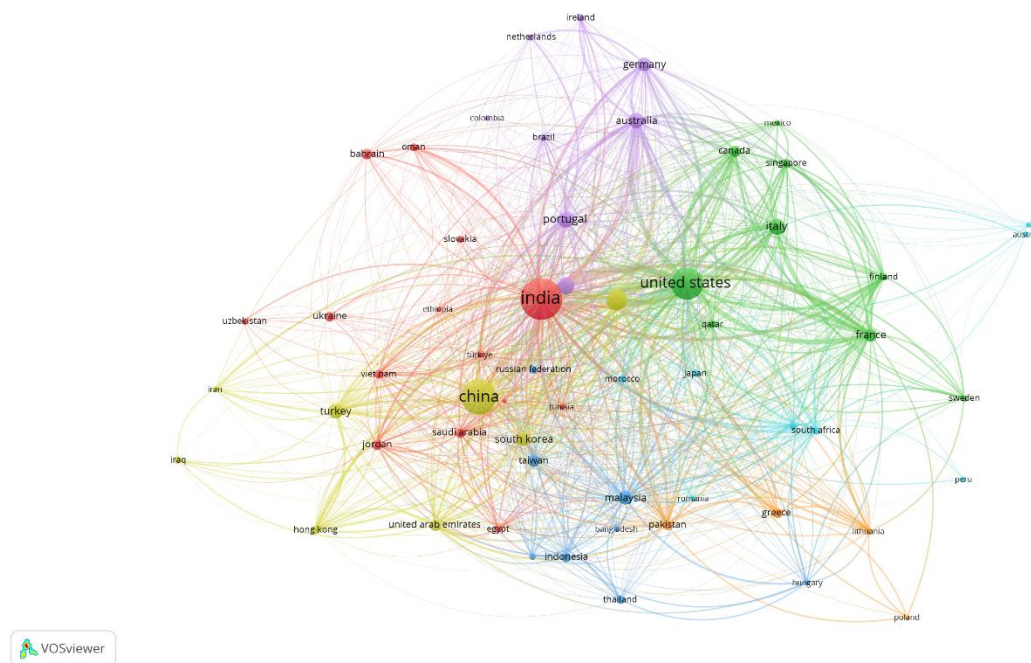 ireland
netherlands
germany
colombia
australia
mexico
brazil
canada
oman
bahrain
singapore
portugal
italy
austr
slovakia
finland
united states
india
ethiopia
uzbekistan
ukraine
qatar
france
türkiye
russian federation
viet nam
morocco
japan
iran
china
sweden
turkey
tunisia
saudi arabia
south korea
south africa
jordan
iraq
taiwan
peru
malaysia
romania
greece
hong kong
united arab emirates
egypt
bangladesh
pakistan
lithuania
indonesia
hungary
thailand
poland
VOSviewer